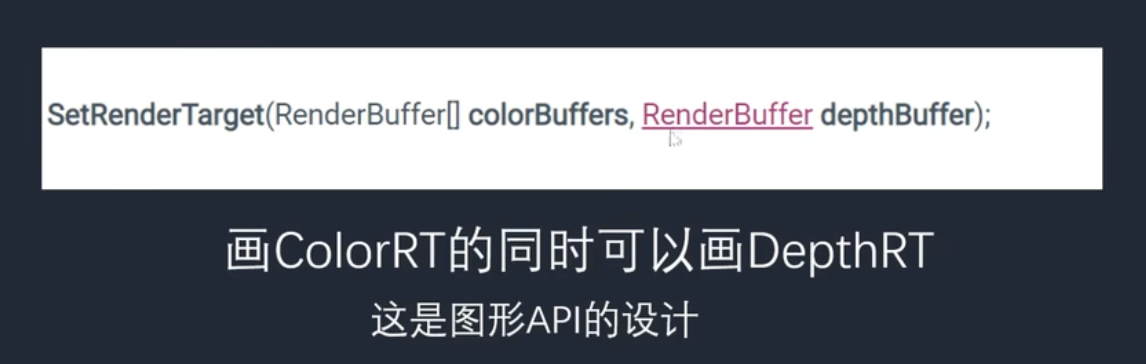 SetRenderTarget(RenderBuffer[] colorBuffers, RenderBuffer depthBuffer);
画ColorRT的同时可以画DepthRT
这是图形API的设计